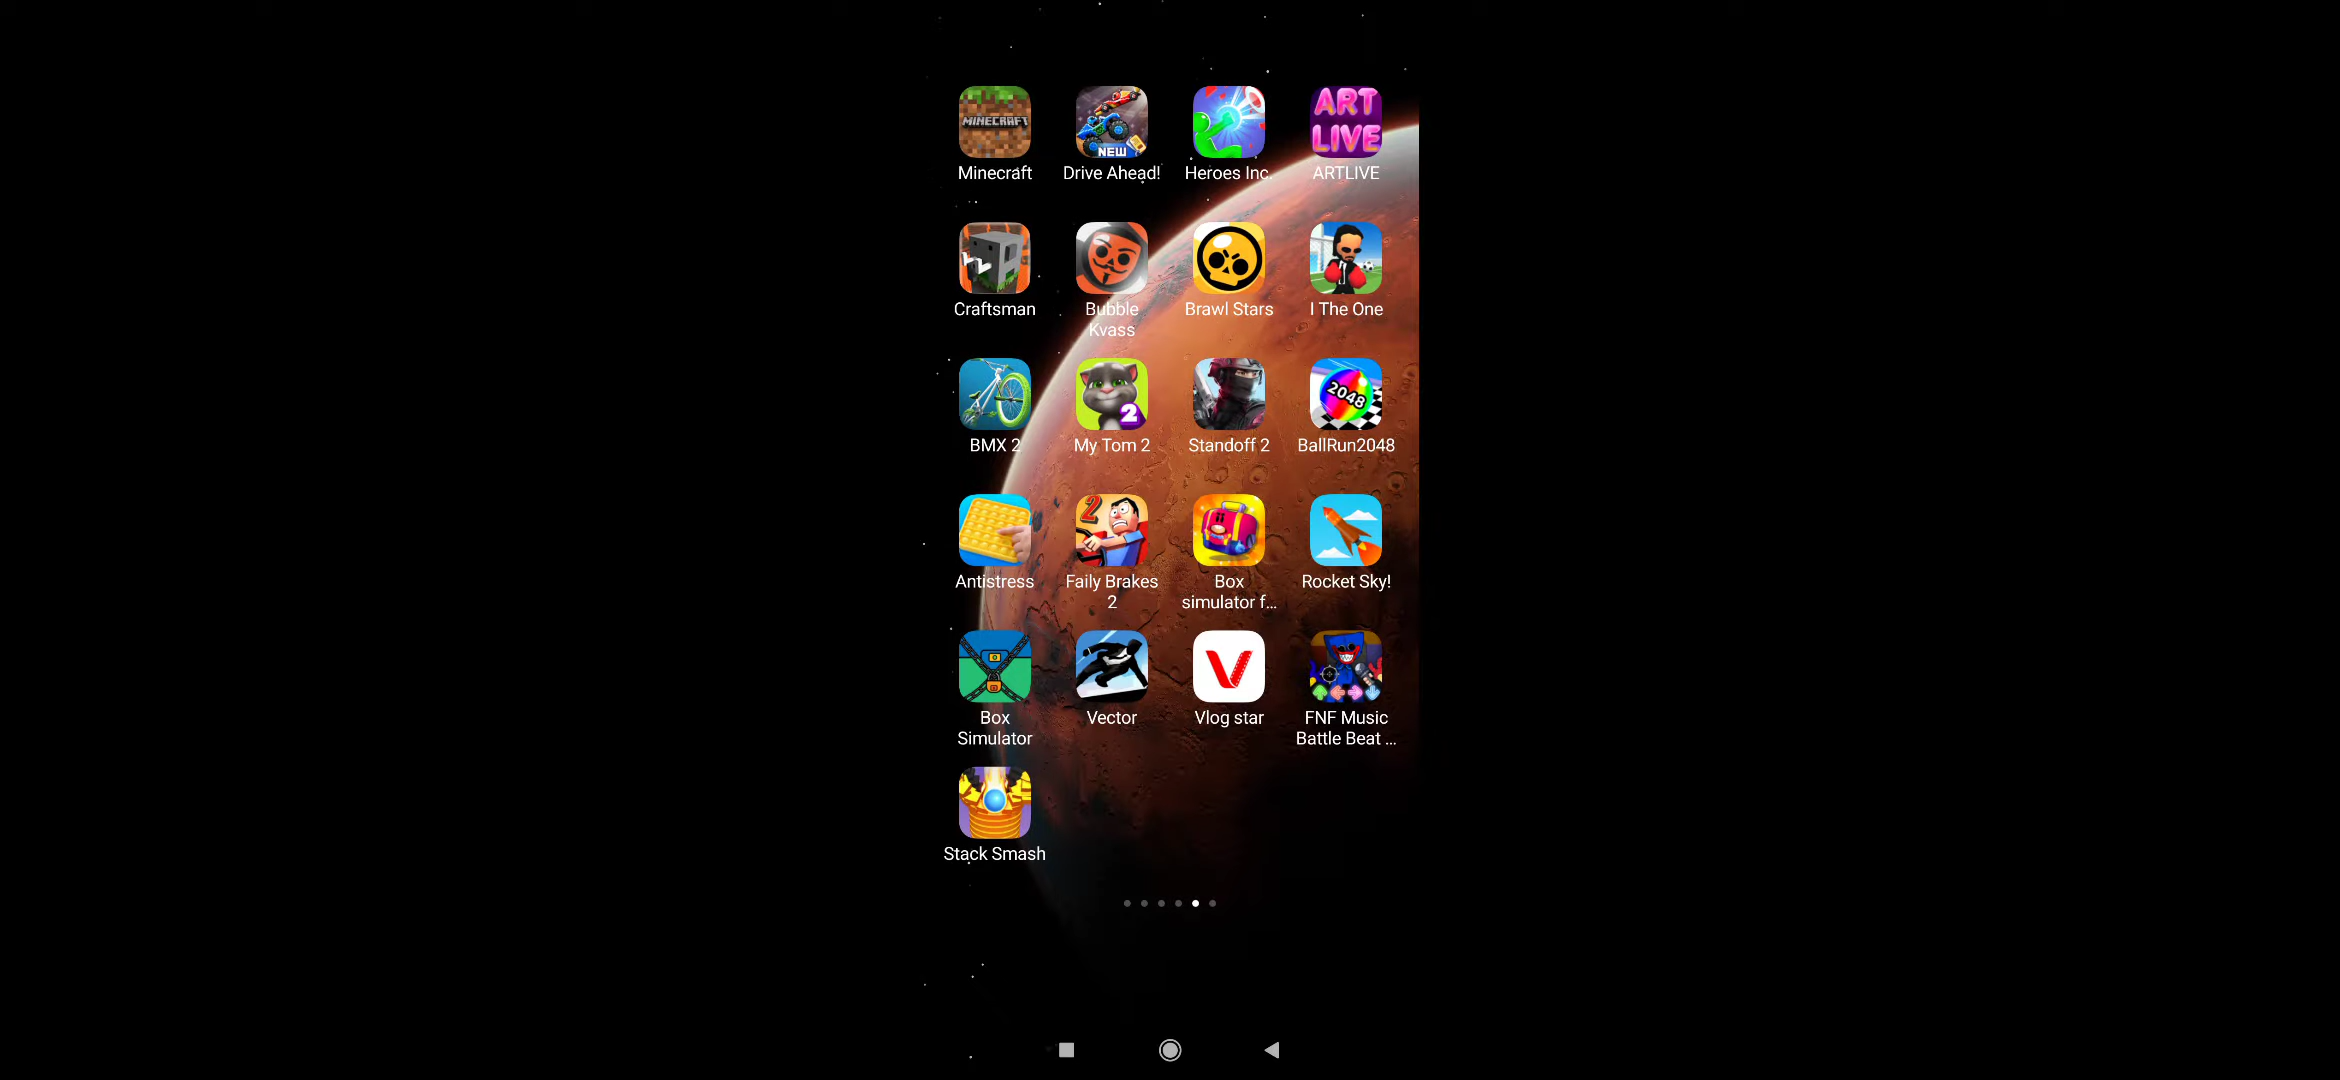 MINECRAFT
NEW
ART
LIVE
Minecraft
Drive Ahead!
Heroes Inc.
ARTLIVE
Craftsman
Bubble
Kvass
Brawl Stars
I The One
2
2048
BMX 2
My Tom 2
Standoff 2
BallRun2048
2
Antistress
Faily Brakes
2
Box
simulator f...
Rocket Sky!
Box
Simulator
Vector
Vlog star
FNF Music
Battle Beat ...
Stack Smash